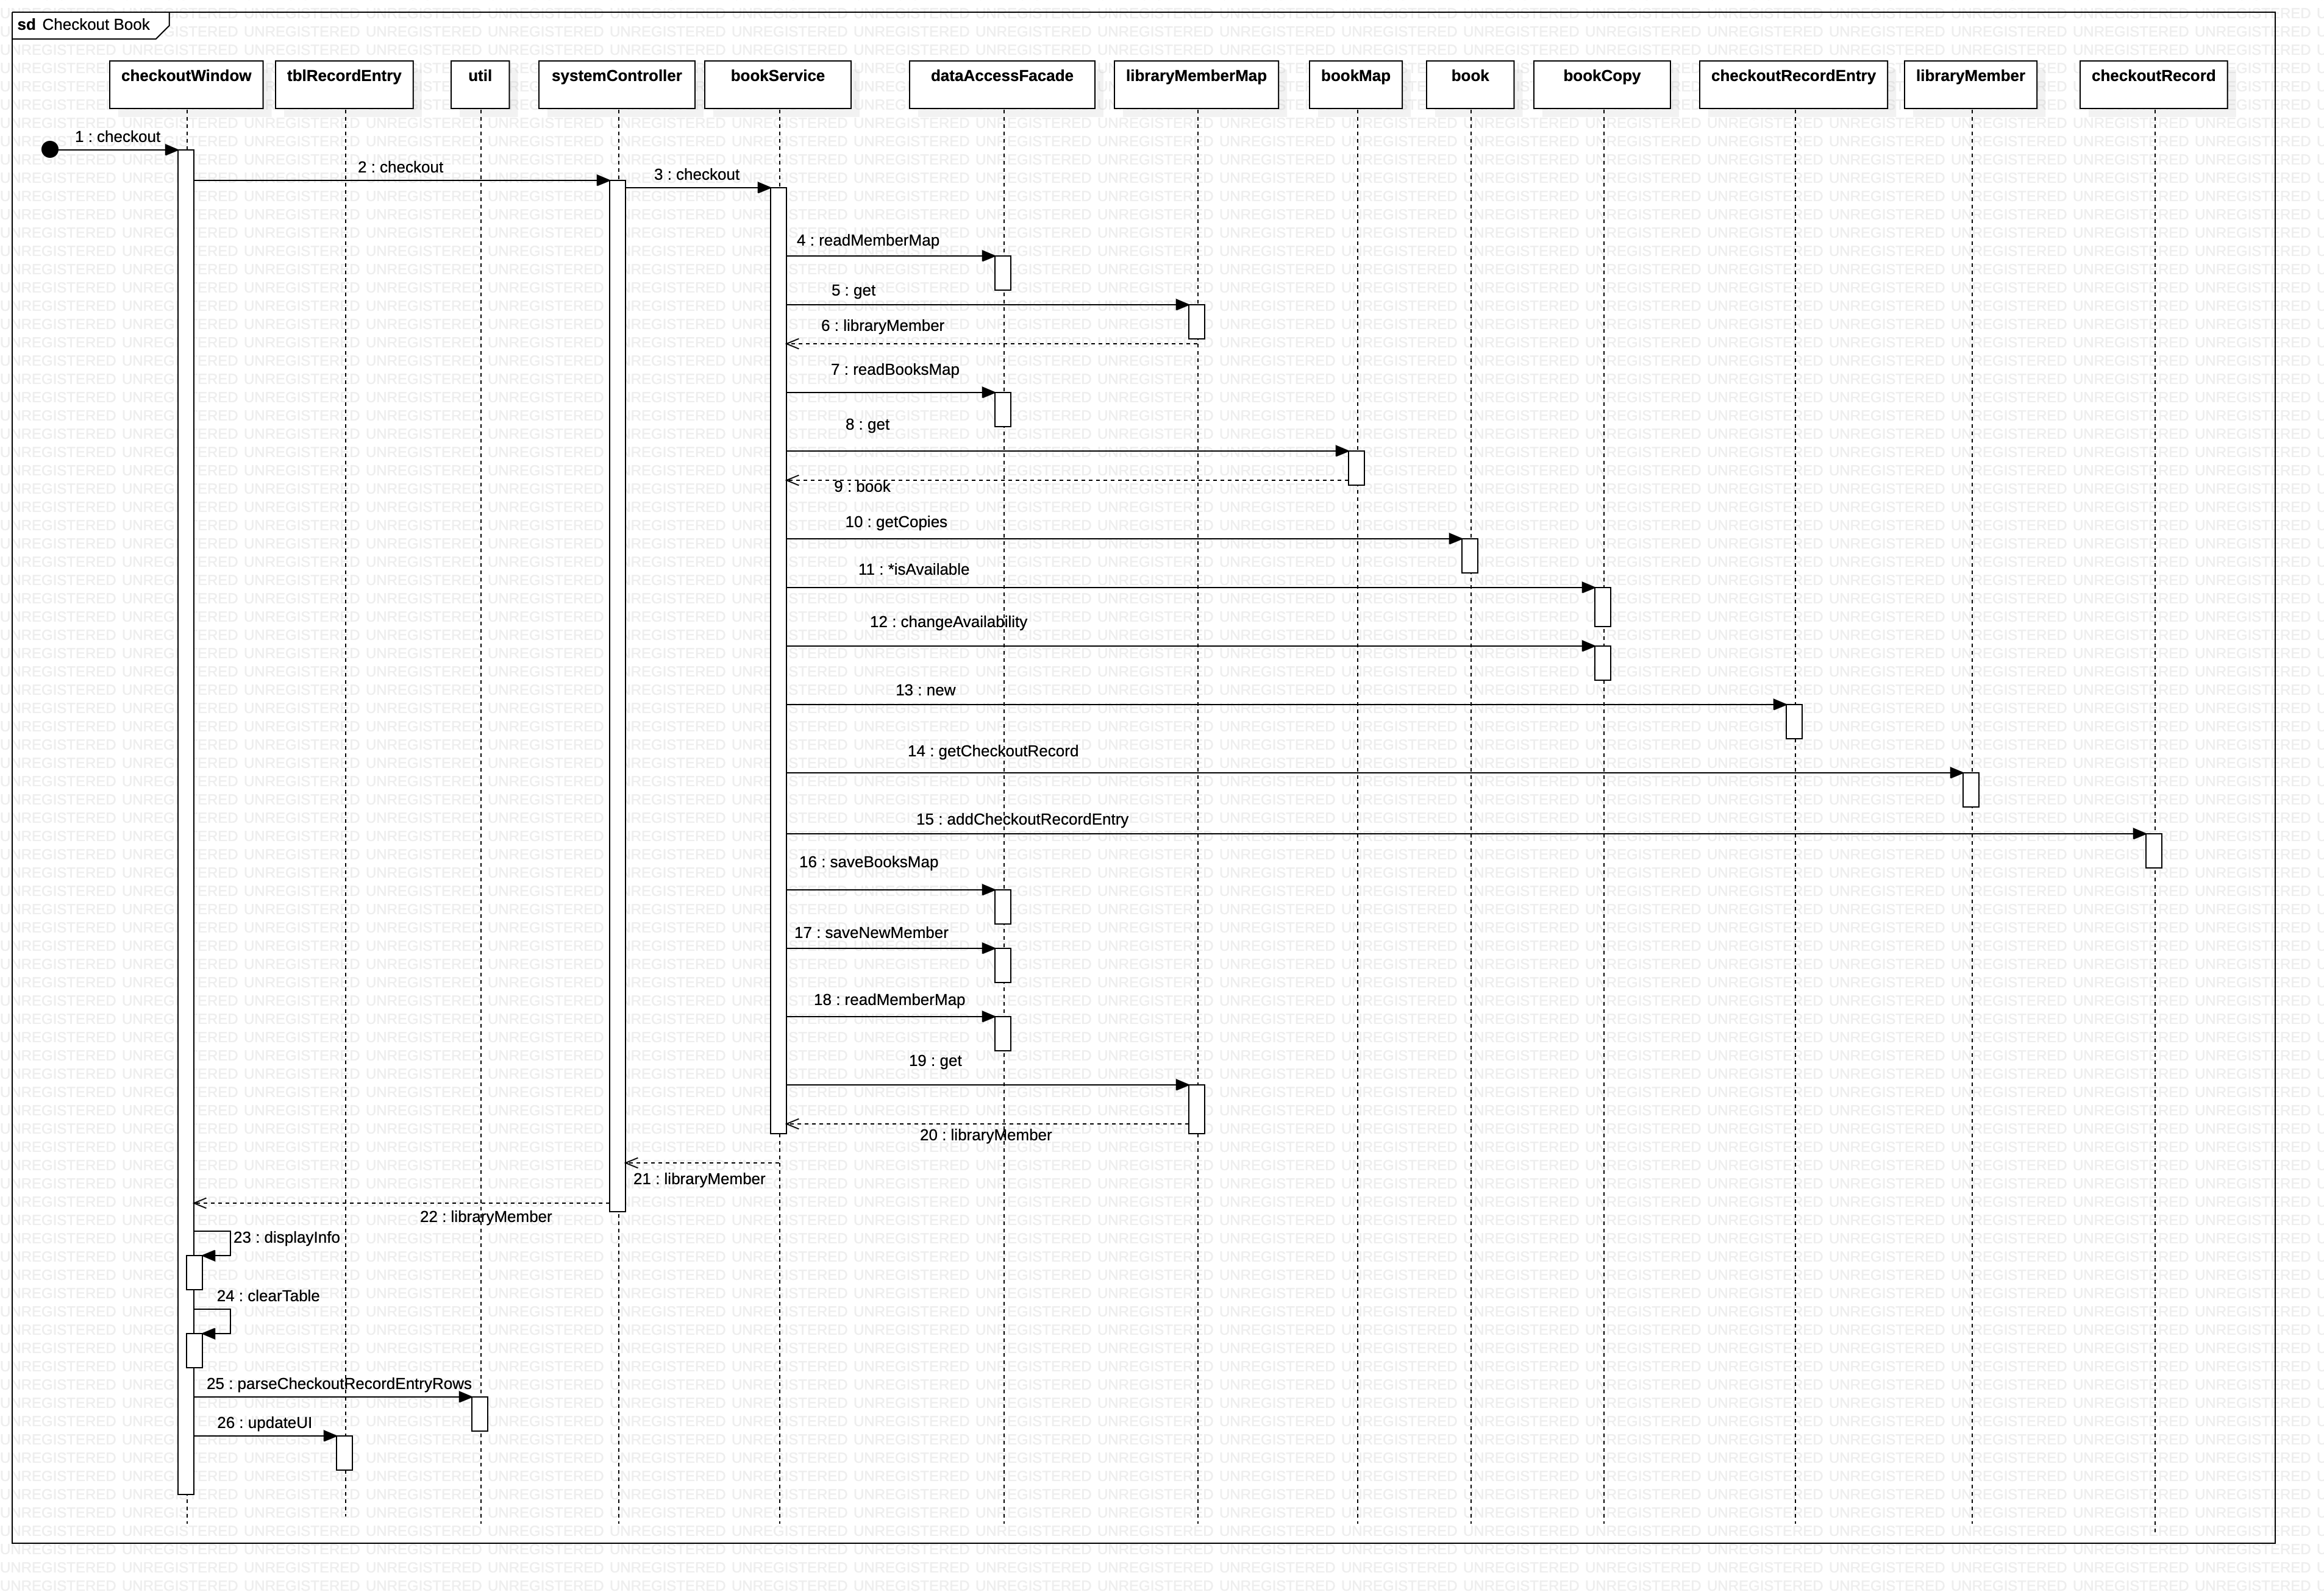 sd Checkout Book
checkoutWindow
tblRecordEntry
util
systemController
bookService
dataAccessFacade
libraryMemberMap
bookMap
book
bookCopy
checkoutRecordEntry
libraryMember
checkoutRecord
1 : checkout
2 : checkout
3 : checkout
4 : readMemberMap
5 : get
6 : libraryMember
7 : readBooksMap
8 : get
9 : book
10 : getCopies
11 : *isAvailable
12 : changeAvailability
13 : new
14 : getCheckoutRecord
15 : addCheckoutRecordEntry
16 : saveBooksMap
17 : saveNewMember
18 : readMemberMap
19 : get
20 : libraryMember
21 : libraryMember
22 : libraryMember
23 : displayInfo
24 : clearTable
25 : parseCheckoutRecordEntryRows
26 : updateUI
UNREGISTERED